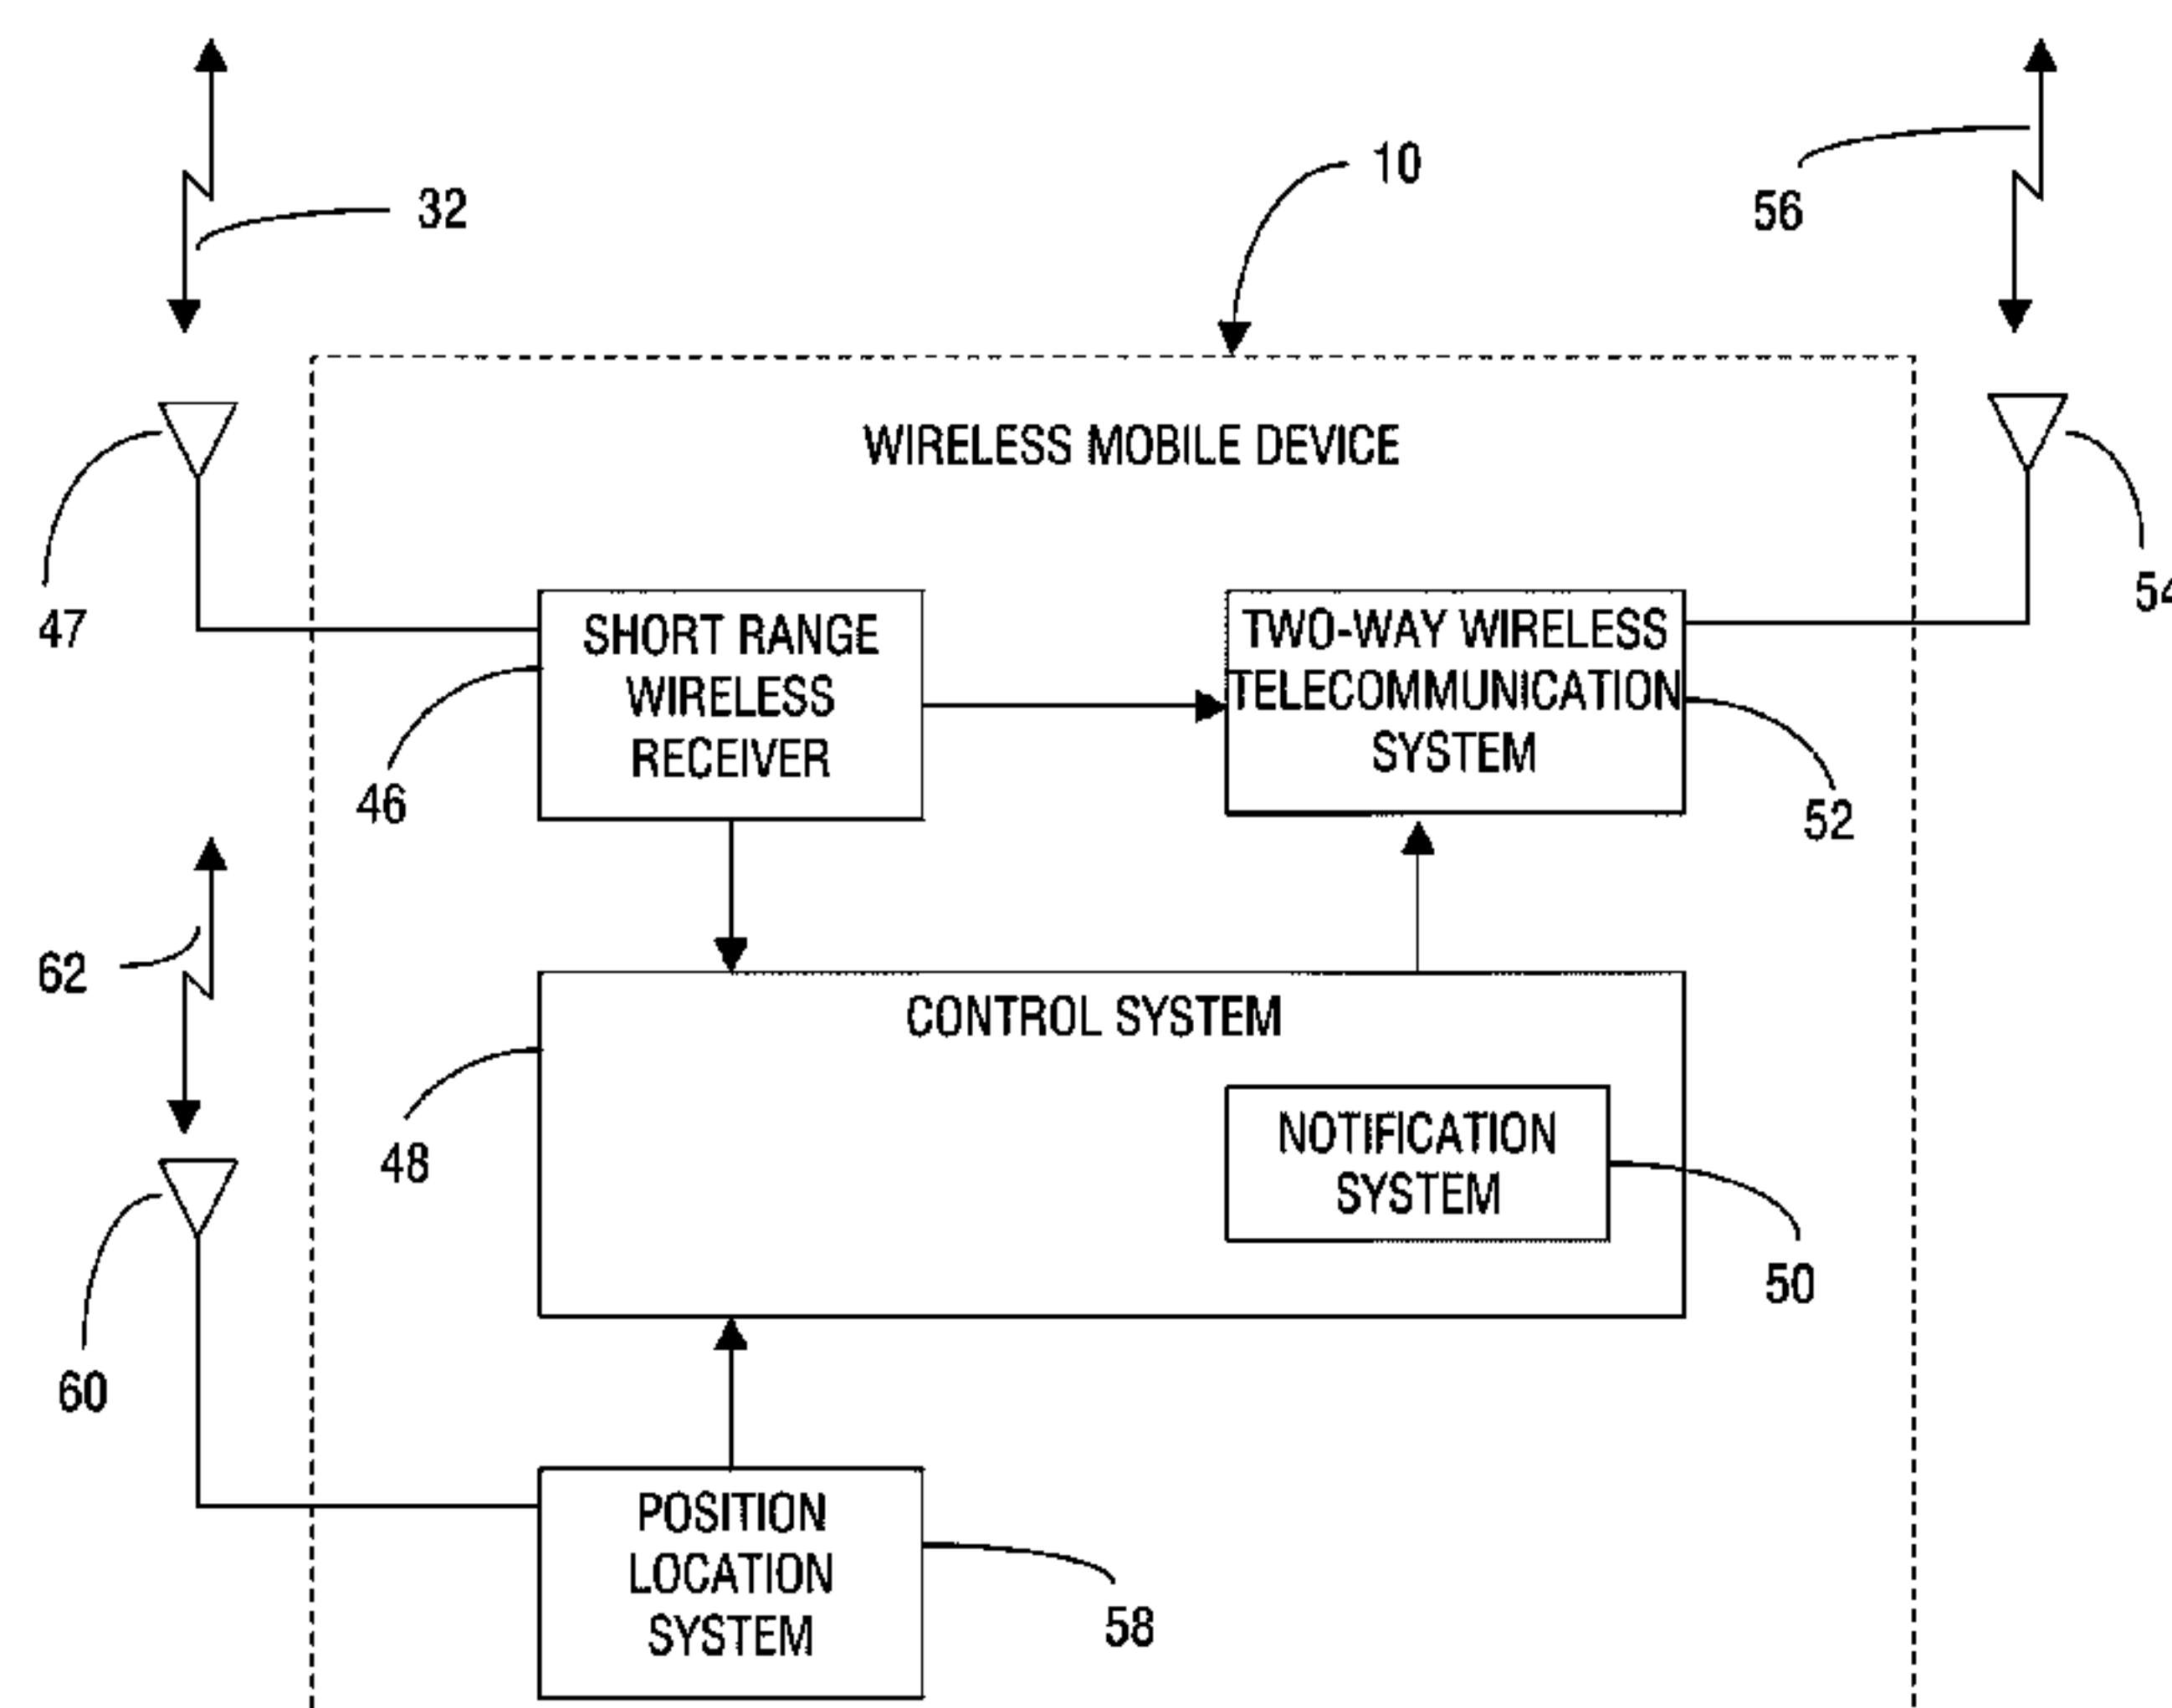 10
56
32
WIRELESS MOBILE DEVICE
47
SHORT RANGE
WIRELESS
RECEIVER
46
TWO-WAY WIRELESS
TELECOMMUNICATION
SYSTEM
54
52
62
CONTROL SYSTEM
48
NOTIFICATION
SYSTEM
50
60
POSITION
LOCATION
SYSTEM
58